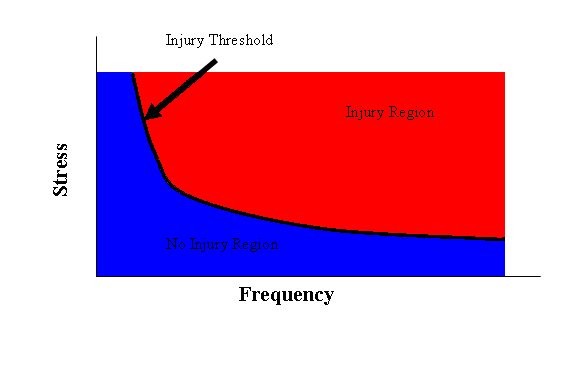 Injury Threshold
Injury Region
Stress
No Injury Region
Frequency